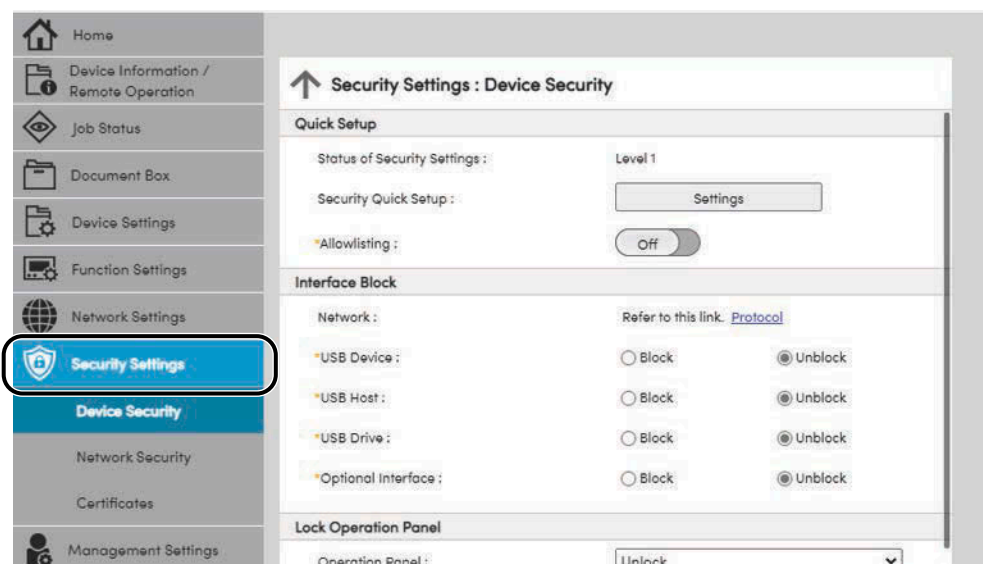 Home
Device Information /
Remote Operation
Job Status
Document Box
Device Settings
Function Settings
Network Settings
Security Settings
Device Security
Network Security
Certificates
Management Settings
Security Settings : Device Security
Quick Setup
Status of Security Settings : Level 1
Security Quick Setup : Settings
*Allowlisting : Off
Interface Block
Network : Refer to this link. Protocol
*USB Device : Block Unblock
*USB Host : Block Unblock
*USB Drive : Block Unblock
*Optional Interface : Block Unblock
Lock Operation Panel
Operation Panel : Unlock